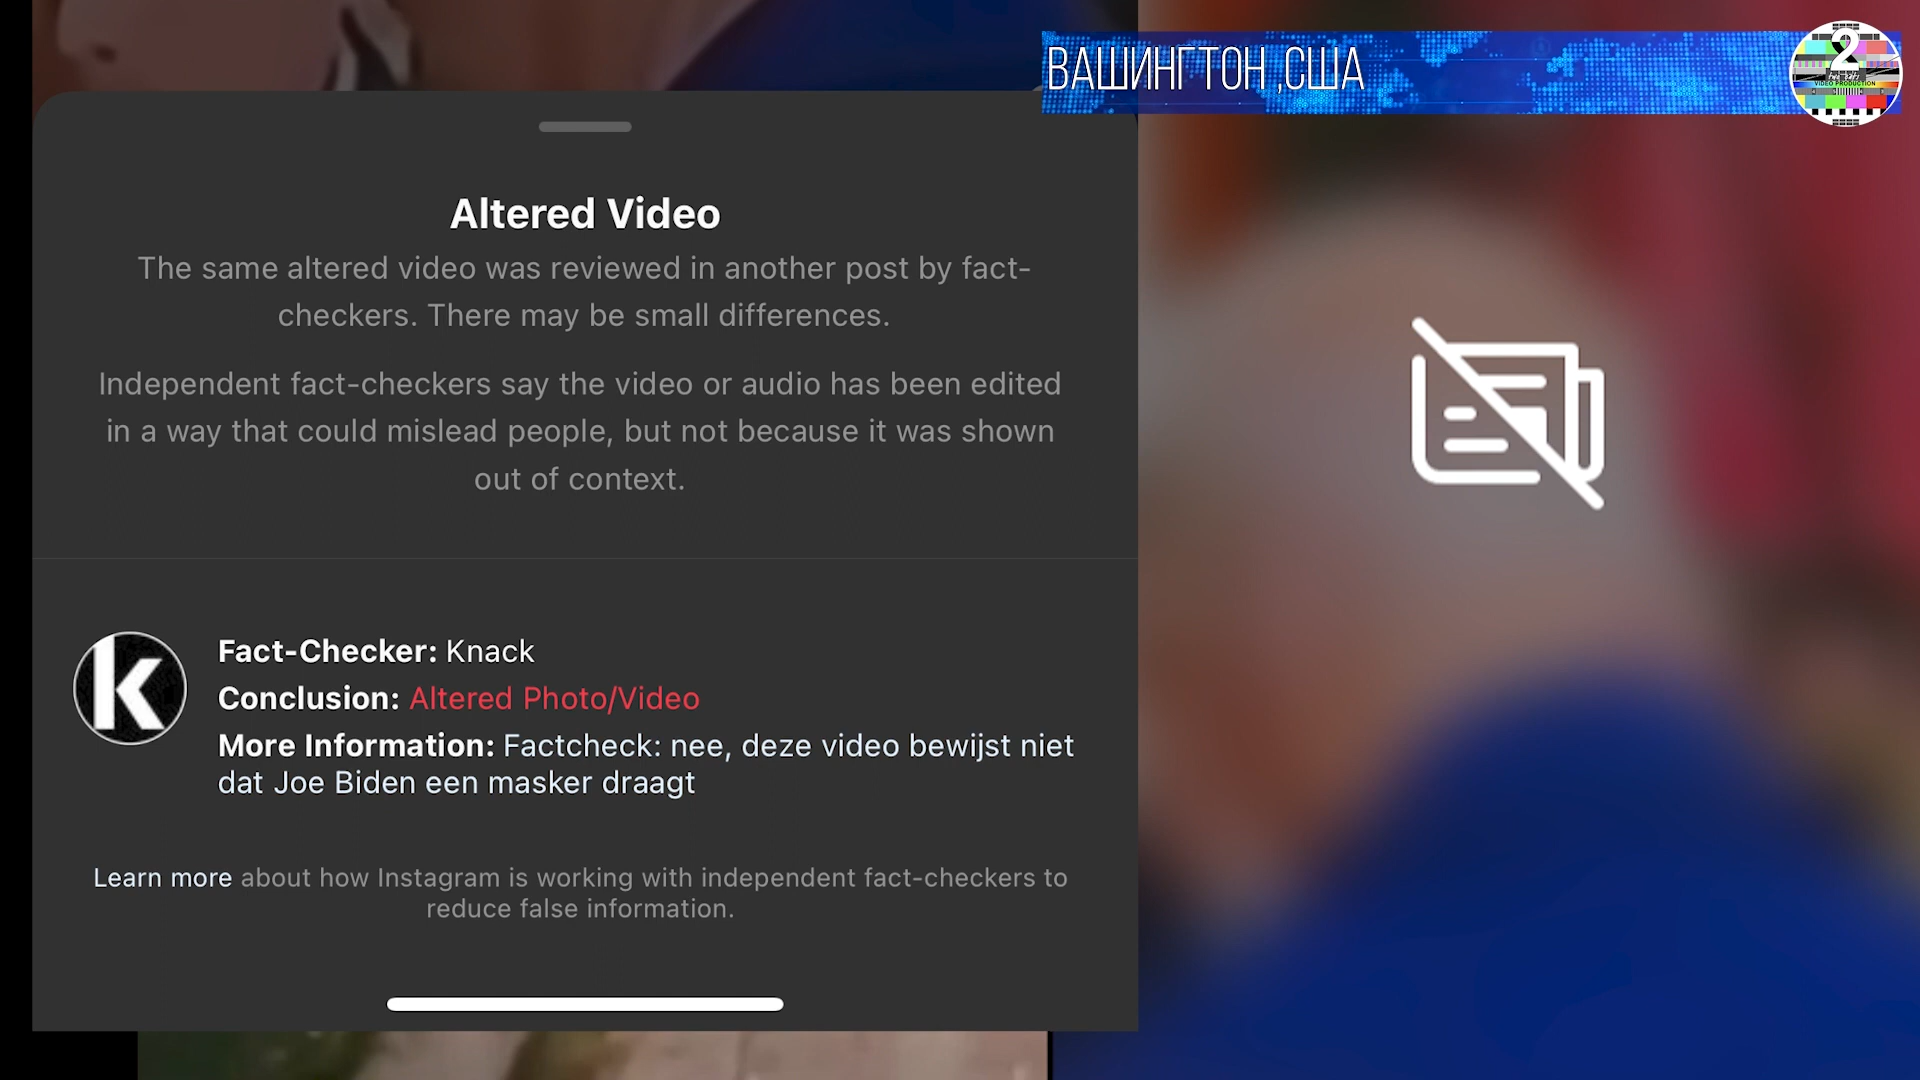 ВАШИНГТОН ,США
2
VIDEO PRODUCTION
Altered Video
The same altered video was reviewed in another post by fact-
checkers. There may be small differences.
Independent fact-checkers say the video or audio has been edited
in a way that could mislead people, but not because it was shown
out of context.
k
Fact-Checker: Knack
Conclusion: Altered Photo/Video
More Information: Factcheck: nee, deze video bewijst niet
dat Joe Biden een masker draagt
Learn more about how Instagram is working with independent fact-checkers to
reduce false information.